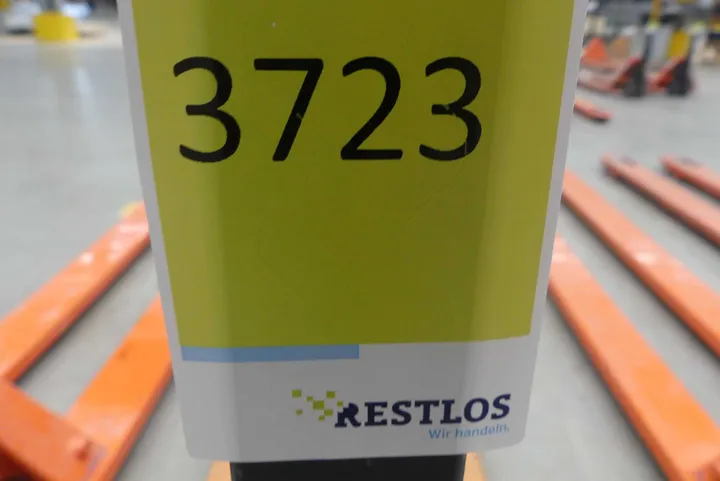 3723
RESTLOS
Wir handeln.